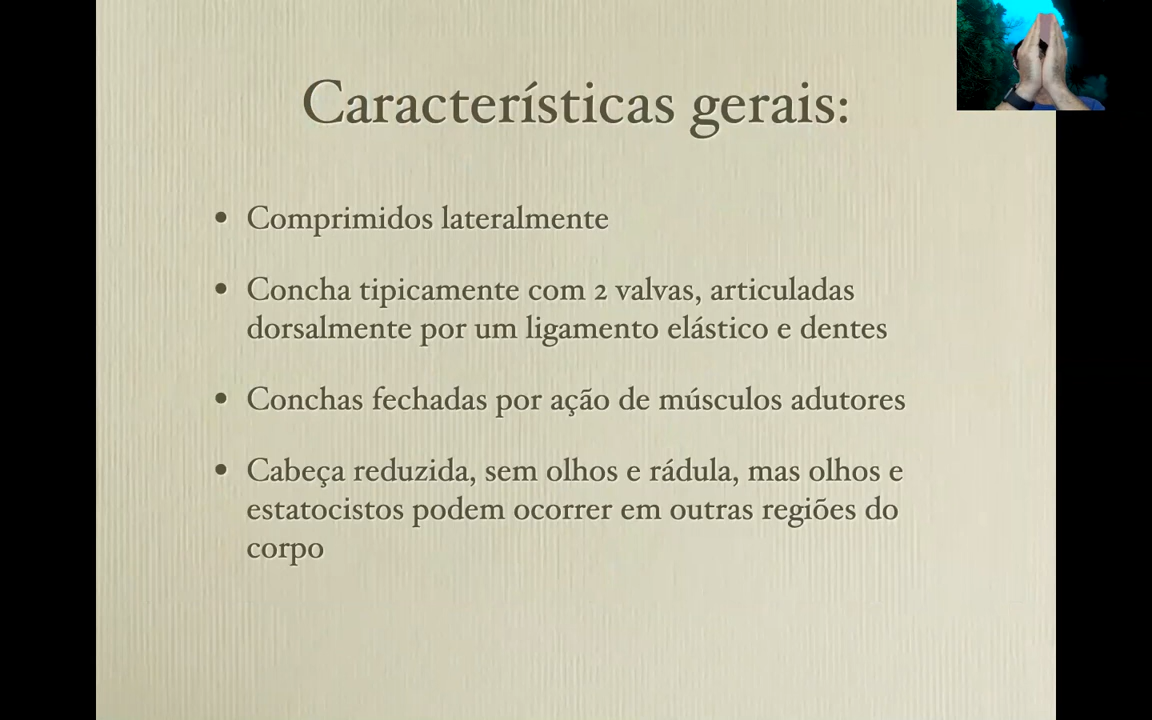 Características gerais:
• Comprimidos lateralmente
• Concha tipicamente com 2 valvas, articuladas
dorsalmente por um ligamento elástico e dentes
• Conchas fechadas por ação de músculos adutores
• Cabeça reduzida, sem olhos e rádula, mas olhos e
estatocistos podem ocorrer em outras regiões do
corpo